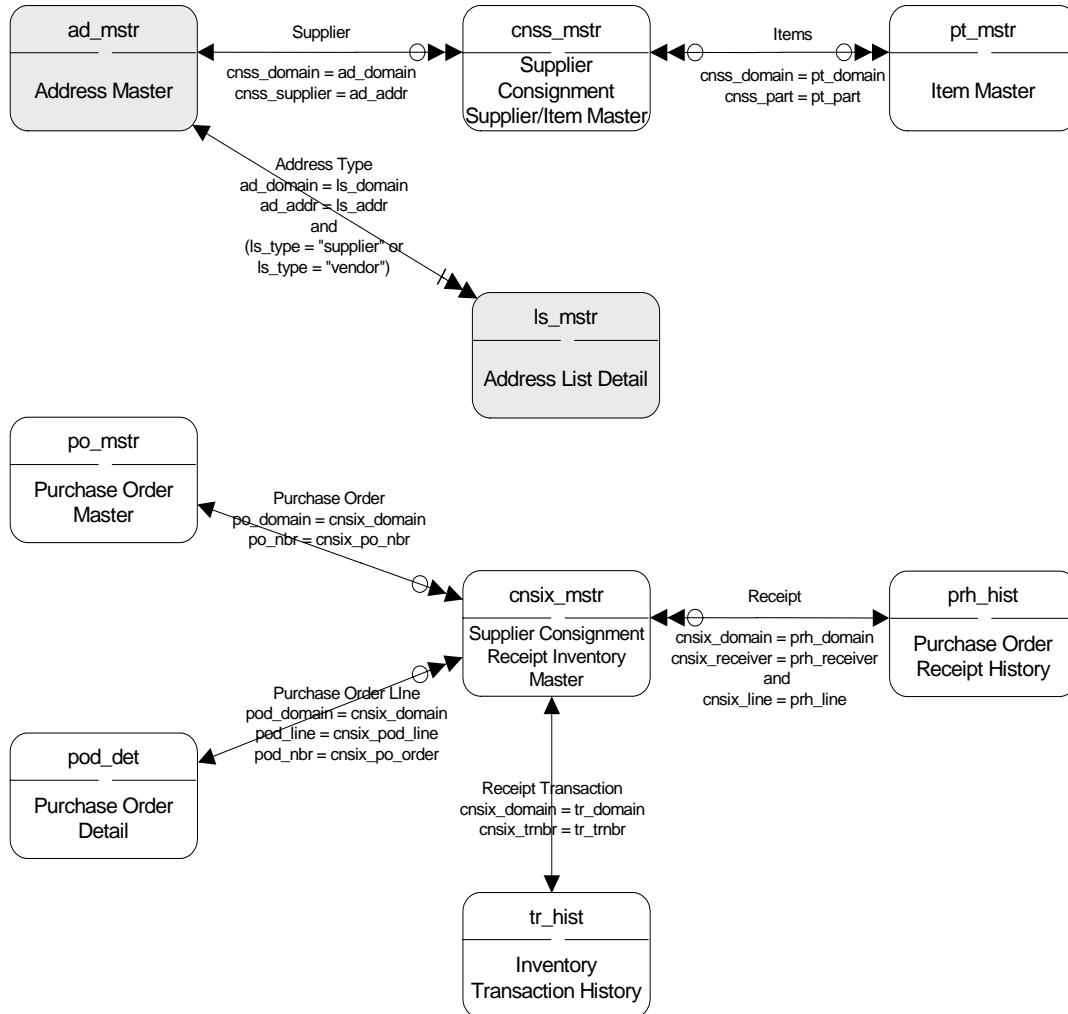 ad_mstr
Address Master
Supplier
cnss_domain = ad_domain
cnss_supplier = ad_addr
cnss_mstr
Supplier
Consignment
Supplier/Item Master
Items
cnss_domain = pt_domain
cnss_part = pt_part
pt_mstr
Item Master
Address Type
ad_domain = ls_domain
ad_addr = ls_addr
and
(ls_type = "supplier" or
ls_type = "vendor")
ls_mstr
Address List Detail
po_mstr
Purchase Order
Master
Purchase Order
po_domain = cnsix_domain
po_nbr = cnsix_po_nbr
cnsix_mstr
Supplier Consignment
Receipt Inventory
Master
Receipt
cnsix_domain = prh_domain
cnsix_receiver = prh_receiver
and
cnsix_line = prh_line
prh_hist
Purchase Order
Receipt History
Purchase Order LIne
pod_domain = cnsix_domain
pod_line = cnsix_pod_line
pod_nbr = cnsix_po_order
pod_det
Purchase Order
Detail
Receipt Transaction
cnsix_domain = tr_domain
cnsix_trnbr = tr_trnbr
tr_hist
Inventory
Transaction History